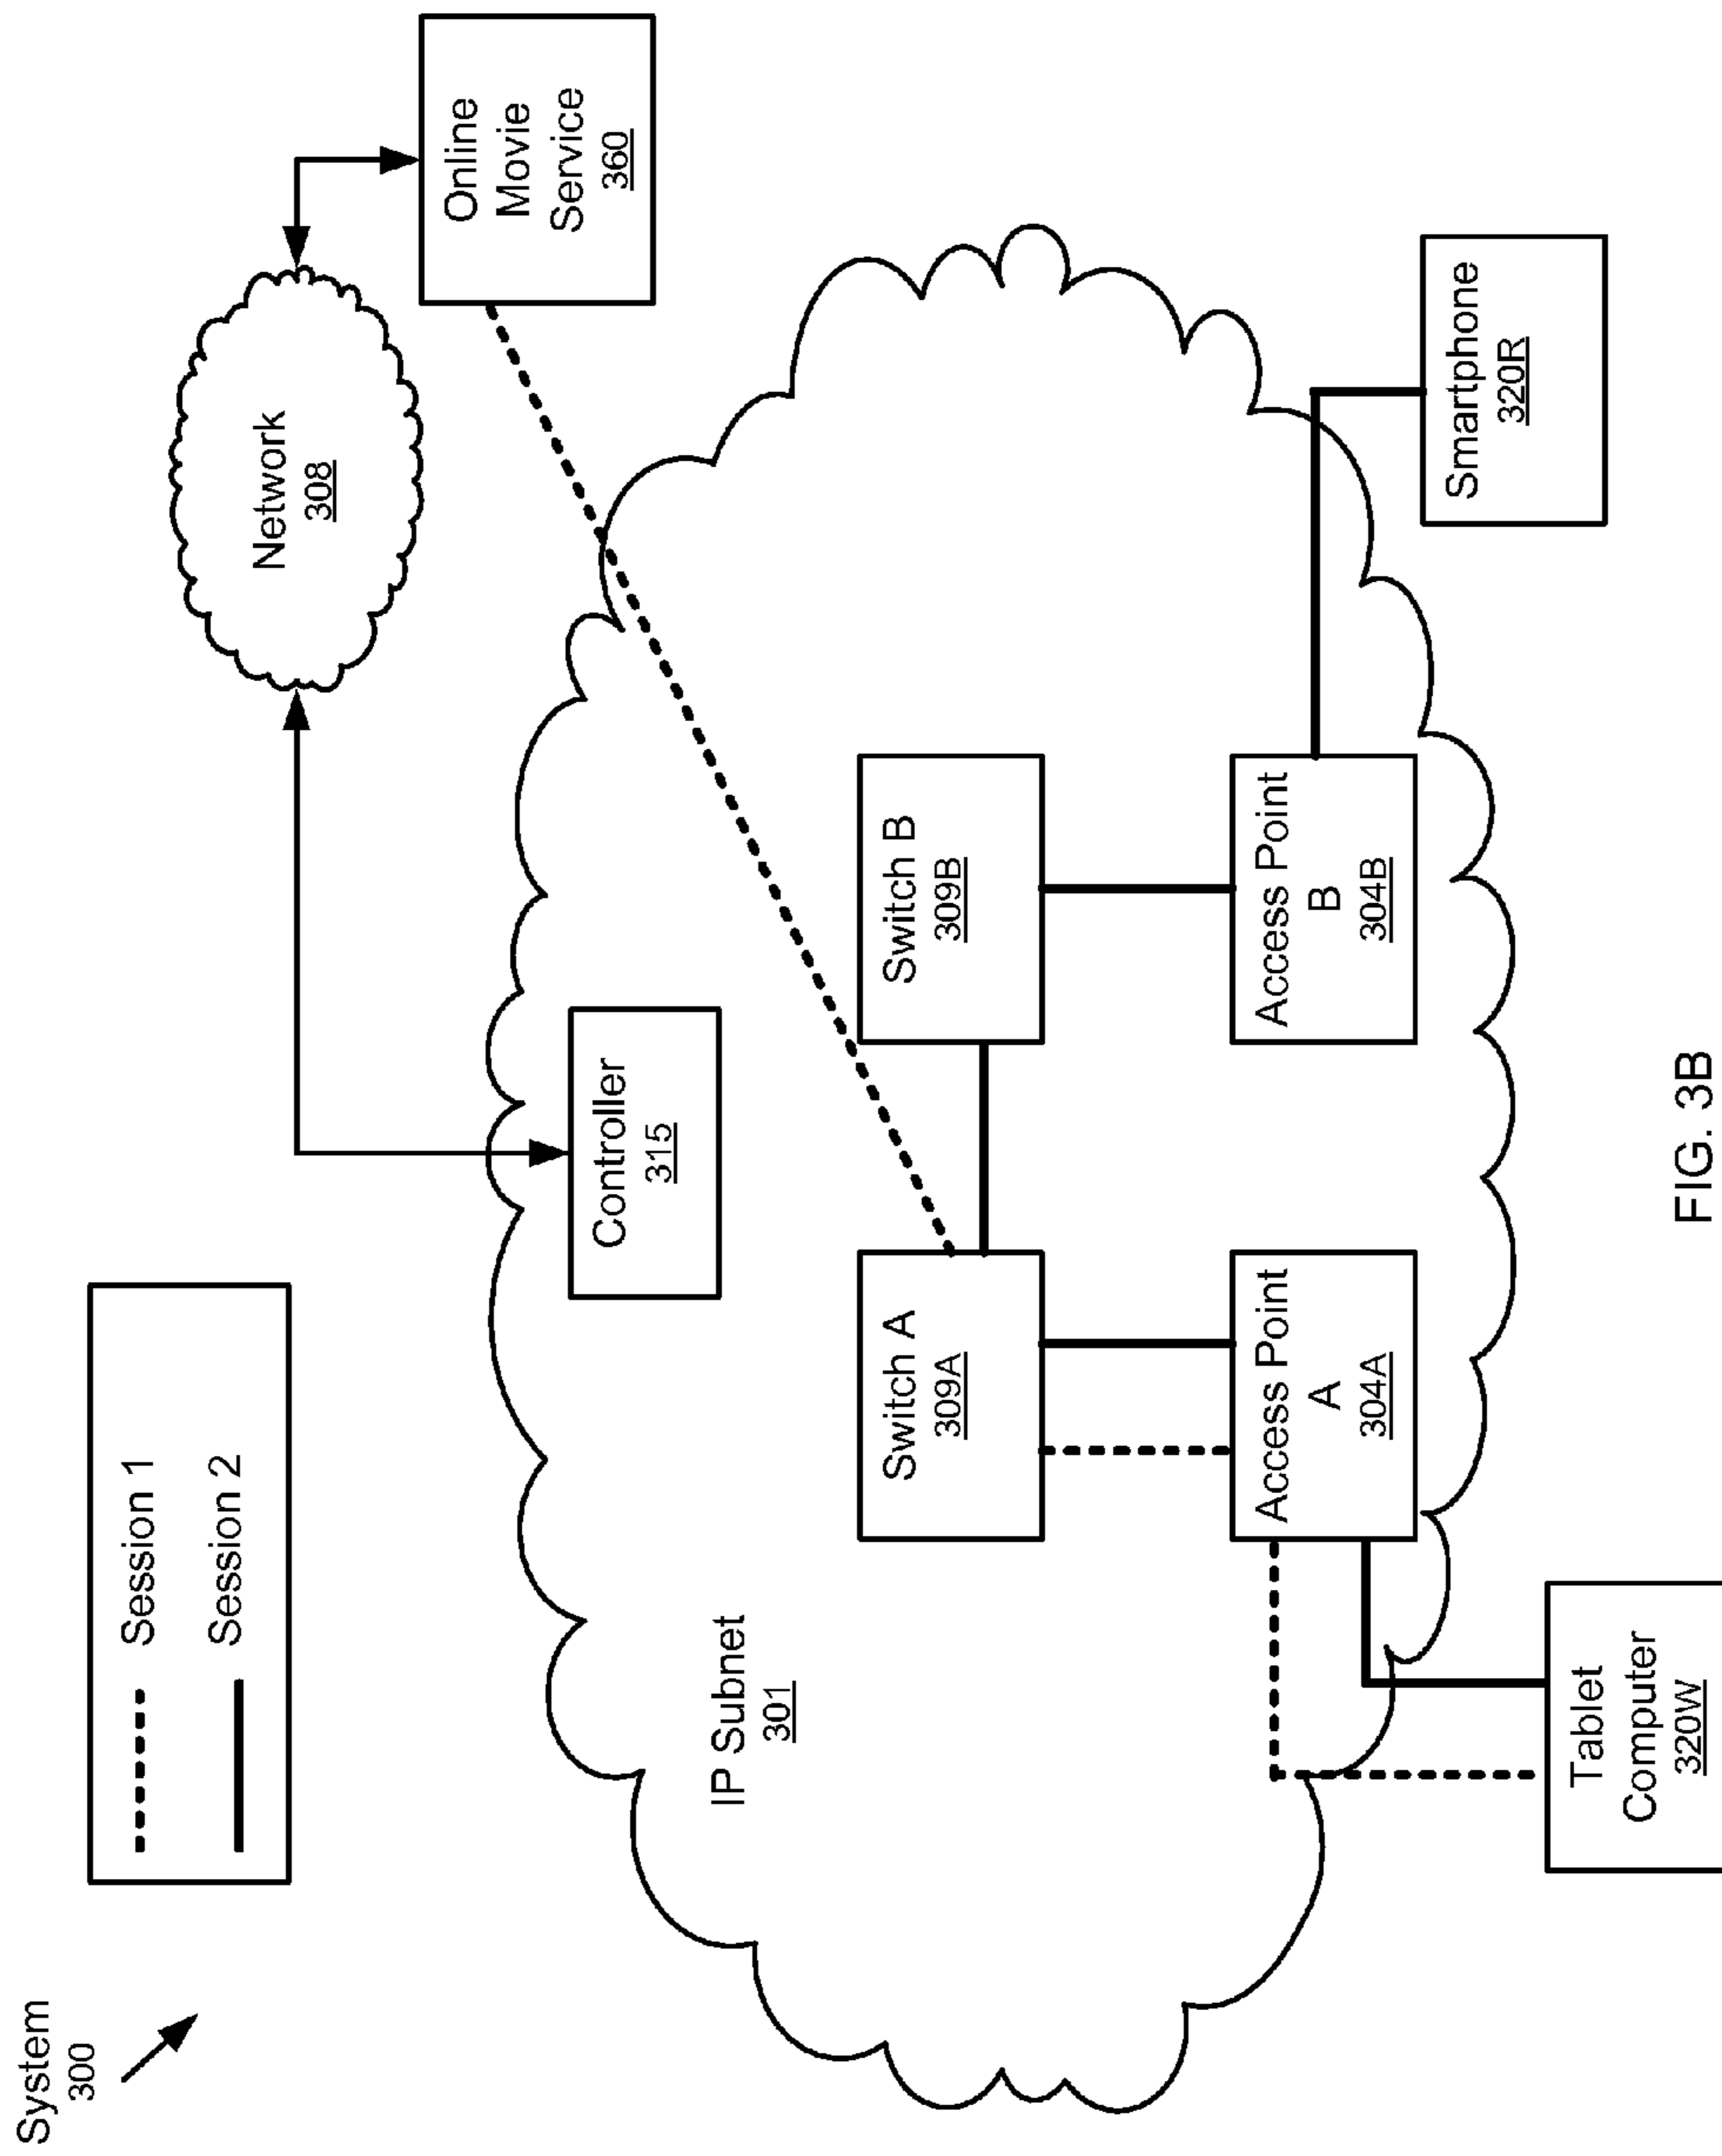 System
300
Session 1
Session 2
Network
308
Online
Movie
Service
360
Controller
315
IP Subnet
301
Switch A
309A
Switch B
309B
Access Point
A
304A
Access Point
B
304B
Tablet
Computer
320W
Smartphone
320R
FIG. 3B